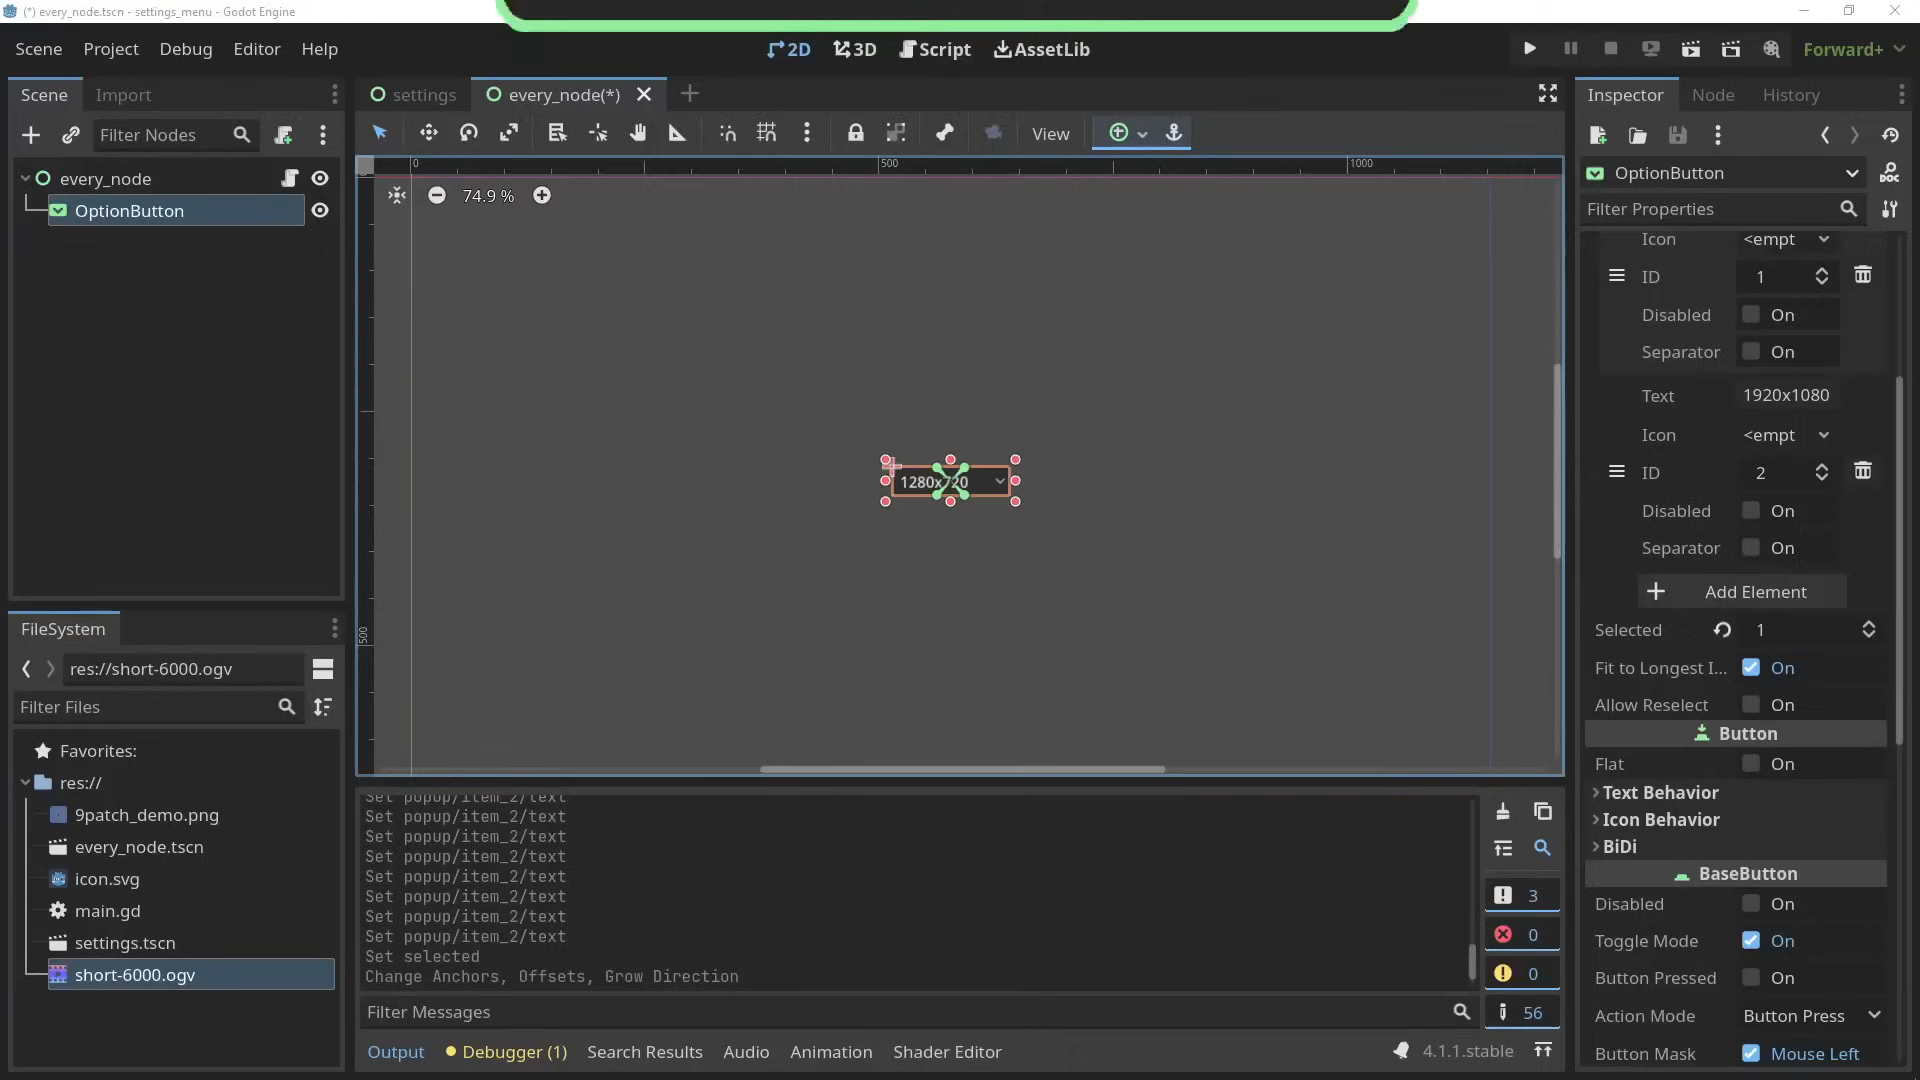 (*) every_node.tscn - settings_menu - Godot Engine
Scene Project Debug Editor Help
2D 3D Script AssetLib
Forward+
Scene Import
Filter Nodes
every_node
OptionButton
FileSystem
res://short-6000.ogv
Filter Files
Favorites:
res://
9patch_demo.png
every_node.tscn
icon.svg
main.gd
settings.tscn
short-6000.ogv
settings every_node(*)
View
0 500 1000
74.9 %
500
1280x720
Set popup/item_2/text
Set popup/item_2/text
Set popup/item_2/text
Set popup/item_2/text
Set popup/item_2/text
Set popup/item_2/text
Set popup/item_2/text
Set popup/item_2/text
Set selected
Change Anchors, Offsets, Grow Direction
3
0
0
56
Filter Messages
Output Debugger (1) Search Results Audio Animation Shader Editor
4.1.1.stable
Inspector Node History
OptionButton
DOC
Filter Properties
Icon <empt
ID 1
Disabled On
Separator On
Text 1920x1080
Icon <empt
ID 2
Disabled On
Separator On
Add Element
Selected 1
Fit to Longest I... On
Allow Reselect On
Button
Flat On
Text Behavior
Icon Behavior
BiDi
BaseButton
Disabled On
Toggle Mode On
Button Pressed On
Action Mode Button Press
Button Mask Mouse Left